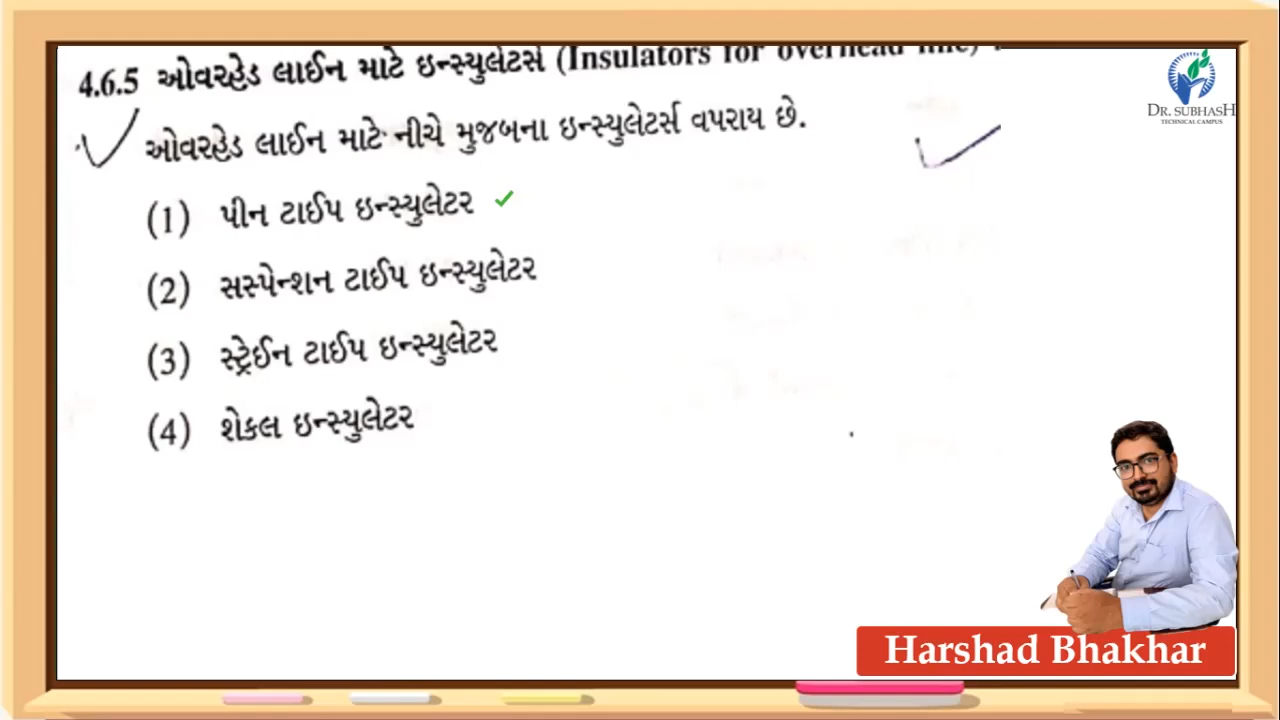 4.6.5 ઓવરહેડ લાઈન માટે ઇન્સ્યુલેટર્સ (Insulators for overhead line)
ઓવરહેડ લાઈન માટે નીચે મુજબના ઇન્સ્યુલેટર્સ વપરાય છે.
(1) પીન ટાઈપ ઇન્સ્યુલેટર
(2) સસ્પેન્શન ટાઈપ ઇન્સ્યુલેટર
(3) સ્ટ્રેઈન ટાઈપ ઇન્સ્યુલેટર
(4) શેકલ ઇન્સ્યુલેટર
DR. SUBHASH
TECHNICAL CAMPUS
Harshad Bhakhar